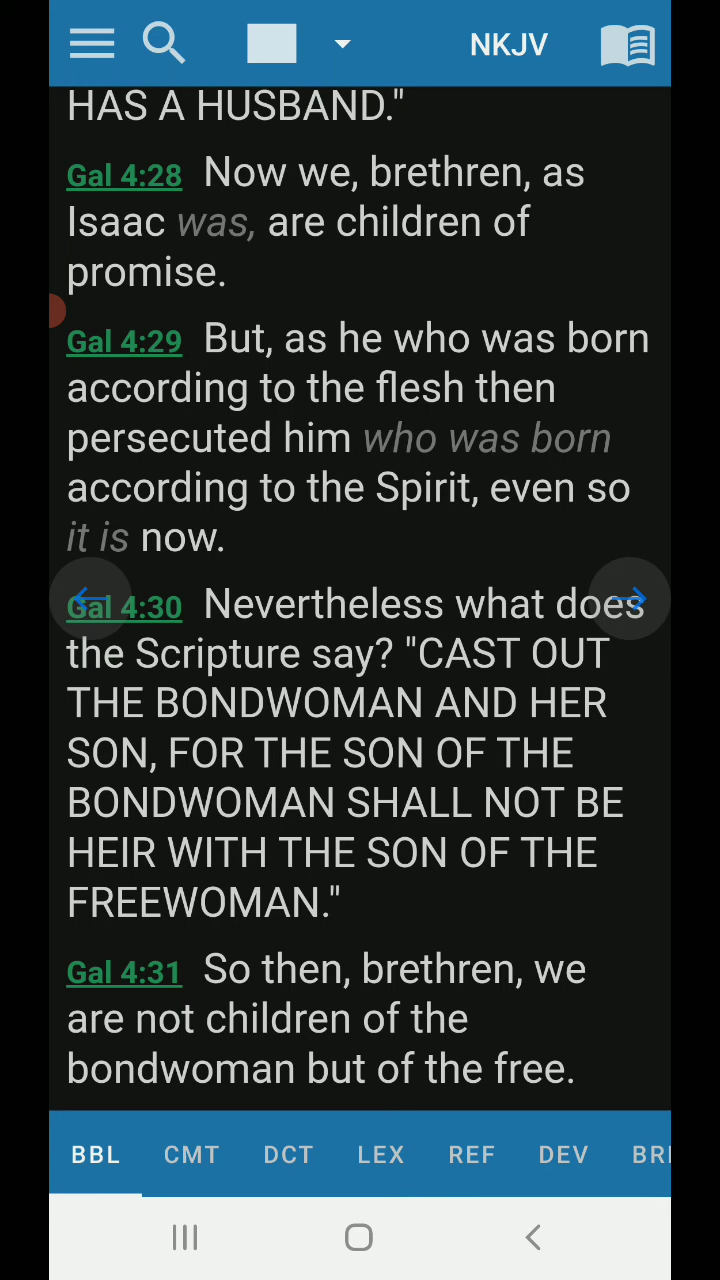 NKJV
HAS A HUSBAND."
Gal 4:28 Now we, brethren, as
Isaac was, are children of
promise.
Gal 4:29 But, as he who was born
according to the flesh then
persecuted him who was born
according to the Spirit, even so
it is now.
Gal 4:30 Nevertheless what does
the Scripture say? "CAST OUT
THE BONDWOMAN AND HER
SON, FOR THE SON OF THE
BONDWOMAN SHALL NOT BE
HEIR WITH THE SON OF THE
FREEWOMAN."
Gal 4:31 So then, brethren, we
are not children of the
bondwoman but of the free.
BBL CMT DCT LEX REF DEV